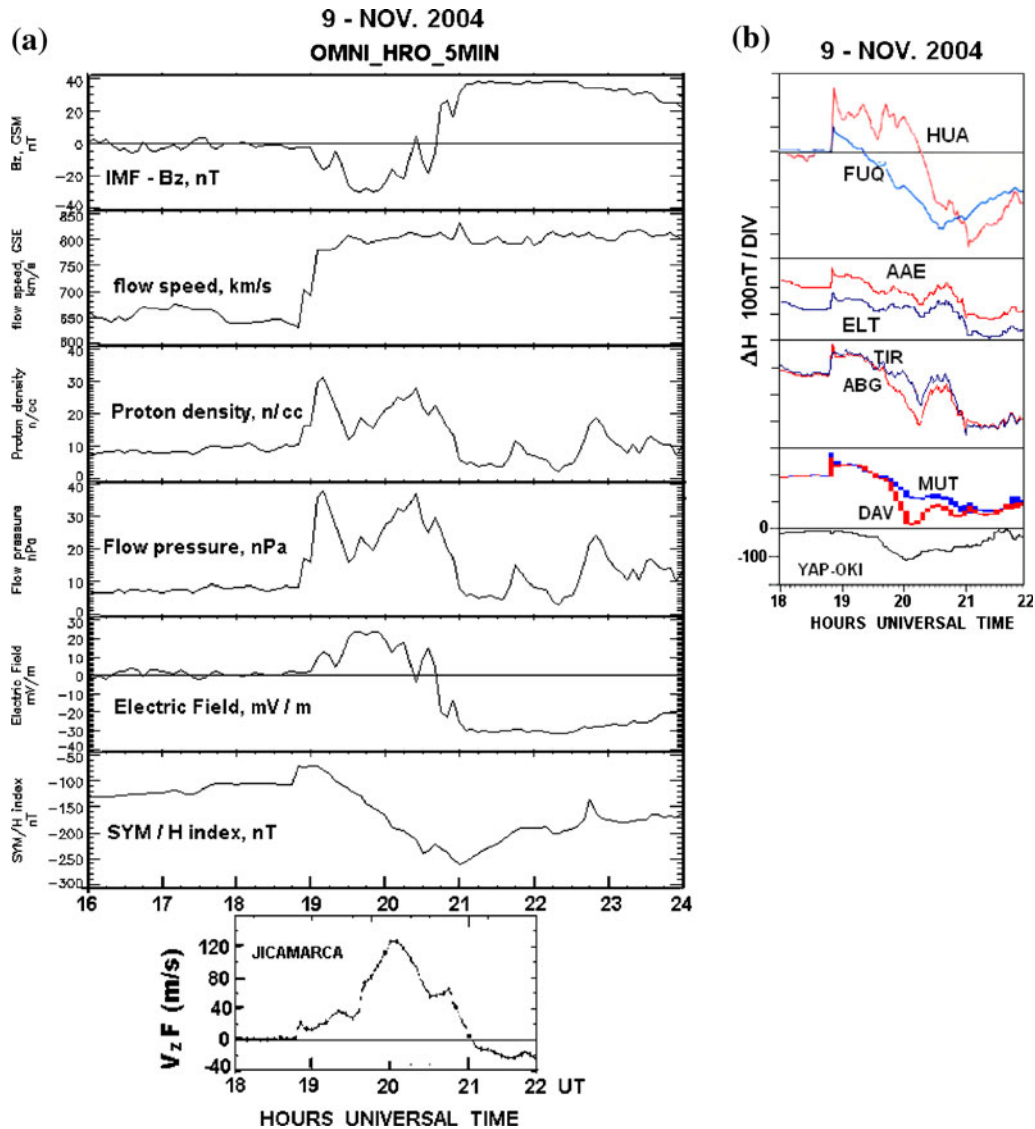 9 - NOV. 2004
(a)
OMNI_HRO_5MIN
40
20
0
-20
-40
Bz, GSM
nT
IMF - Bz, nT
850
800
750
700
650
600
flow speed, GSE
km/s
flow speed, km/s
40
30
20
10
0
Proton density
n/cc
Proton density, n/cc
40
30
20
10
0
Flow pressure
nPa
Flow pressure, nPa
30
20
10
0
-10
-20
-30
-40
Electric Field
mV/m
Electric Field, mV / m
-50
-100
-150
-200
-250
-300
SYM/H index
nT
SYM / H index, nT
16 17 18 19 20 21 22 23 24
120
80
40
0
-40
VzF (m/s)
JICAMARCA
18 19 20 21 22 UT
HOURS UNIVERSAL TIME
(b)
9 - NOV. 2004
ΔH 100nT / DIV
HUA
FUQ
AAE
ELT
TIR
ABG
MUT
DAV
0
-100
YAP-OKI
18 19 20 21 22
HOURS UNIVERSAL TIME